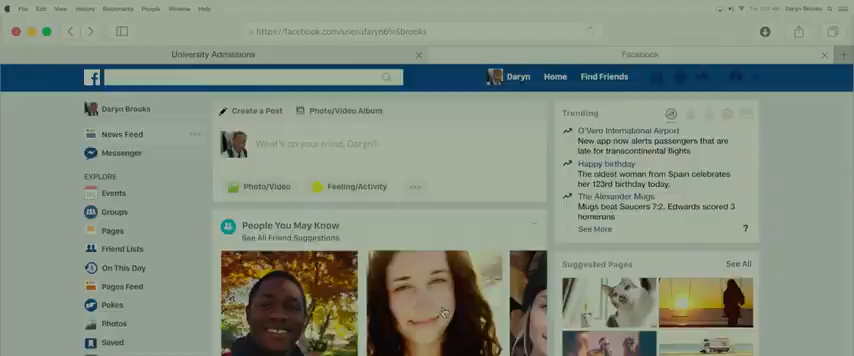 File Edit View History Bookmarks People Window Help
Daryn Brooks
University Admissions
Facebook
Daryn Home Find Friends
Daryn Brooks
News Feed
Messenger
EXPLORE
Events
Groups
Pages
Friend Lists
On This Day
Pages Feed
Pokes
Photos
Saved
Create a Post Photo/Video Album
What's on your mind, Daryn?
Photo/Video Feeling/Activity
People You May Know
See All Friend Suggestions
Trending
O'Vero International Airport
New app now alerts passengers that are
late for transcontinental flights
Happy birthday
The oldest woman from Spain celebrates
her 123rd birthday today.
The Alexander Mugs
Mugs beat Saucers 7:2, Edwards scored 3
homerons
See More ?
Suggested Pages See All